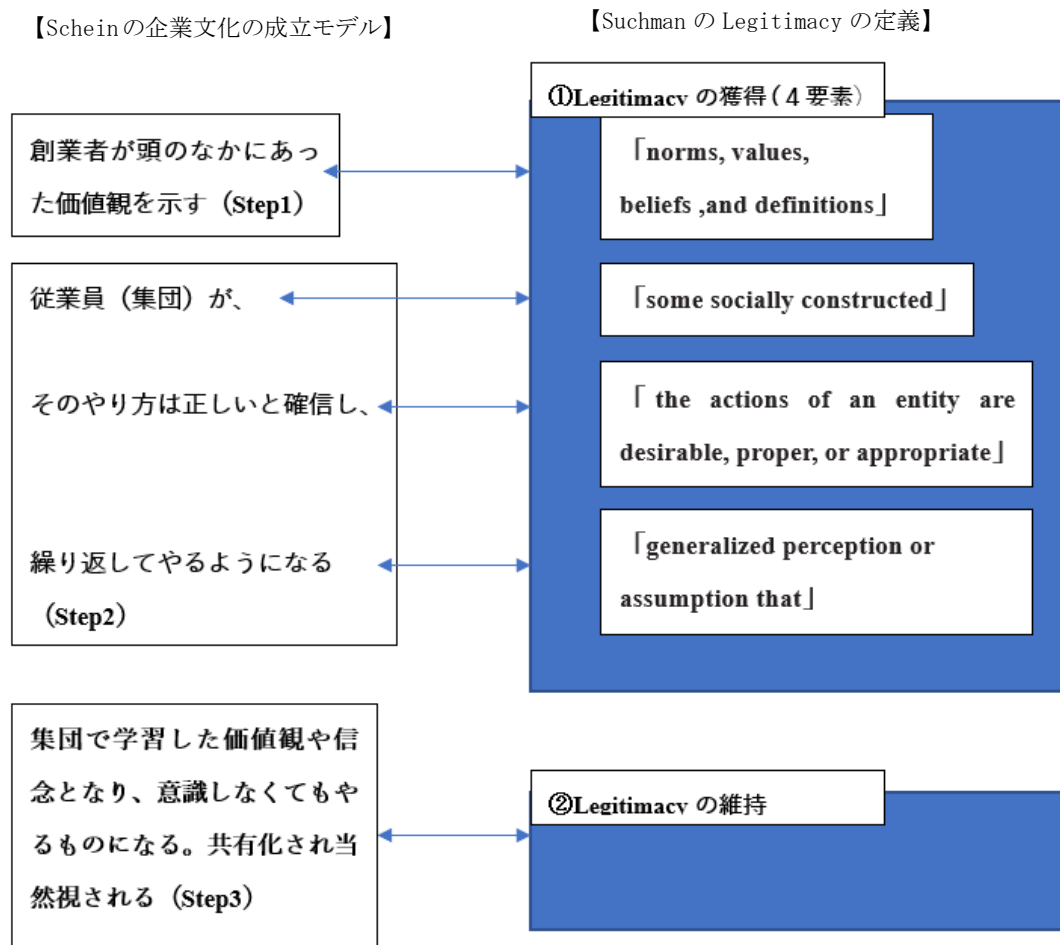 【Scheinの企業文化の成立モデル】
【Suchman の Legitimacy の定義】
①Legitimacy の獲得(４要素)
創業者が頭のなかにあっ
た価値観を示す（Step1）
「norms, values,
beliefs ,and definitions」
従業員（集団）が、
「some socially constructed」
そのやり方は正しいと確信し、
「 the actions of an entity are
desirable, proper, or appropriate」
繰り返してやるようになる
（Step2）
「generalized perception or
assumption that」
集団で学習した価値観や信
念となり、意識しなくてもや
るものになる。共有化され当
然視される（Step3）
②Legitimacy の維持